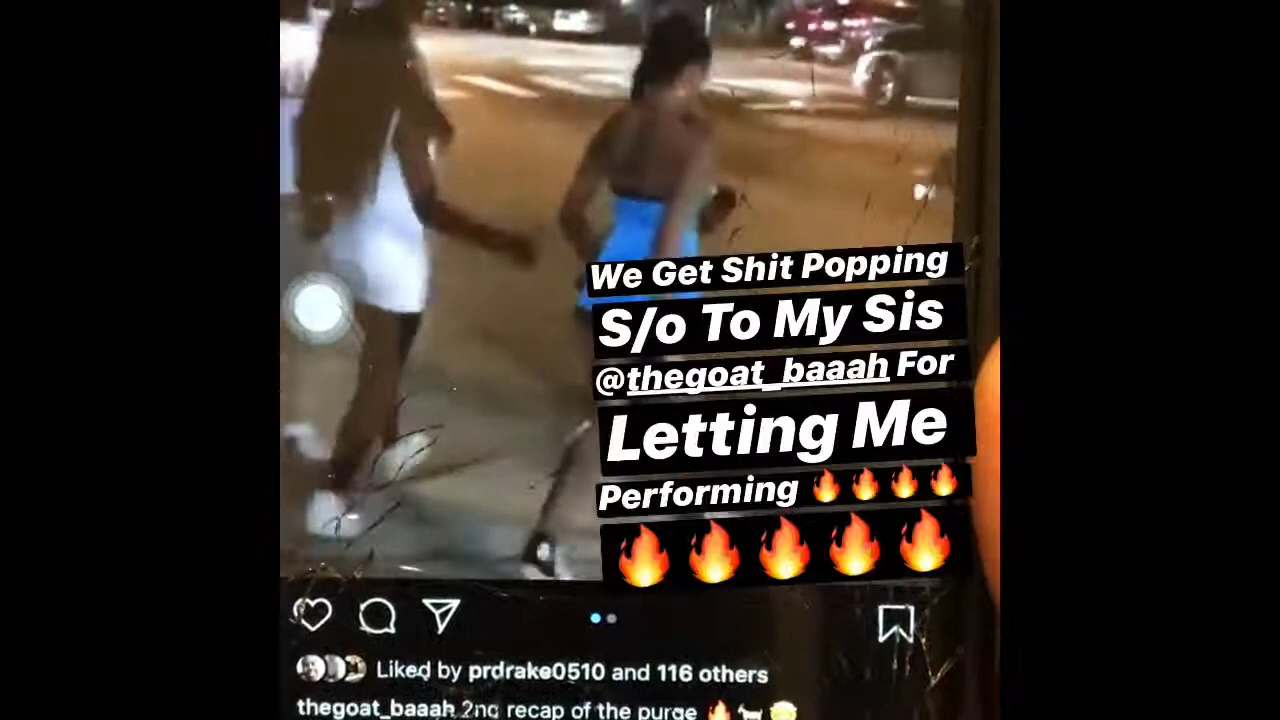 We Get Shit Popping
S/o To My Sis
@thegoat_baaah For
Letting Me
Performing 🔥🔥🔥🔥
🔥🔥🔥🔥🔥
Liked by prdrake0510 and 116 others
thegoat_baaah 2nd recap of the purge 🔥🐐